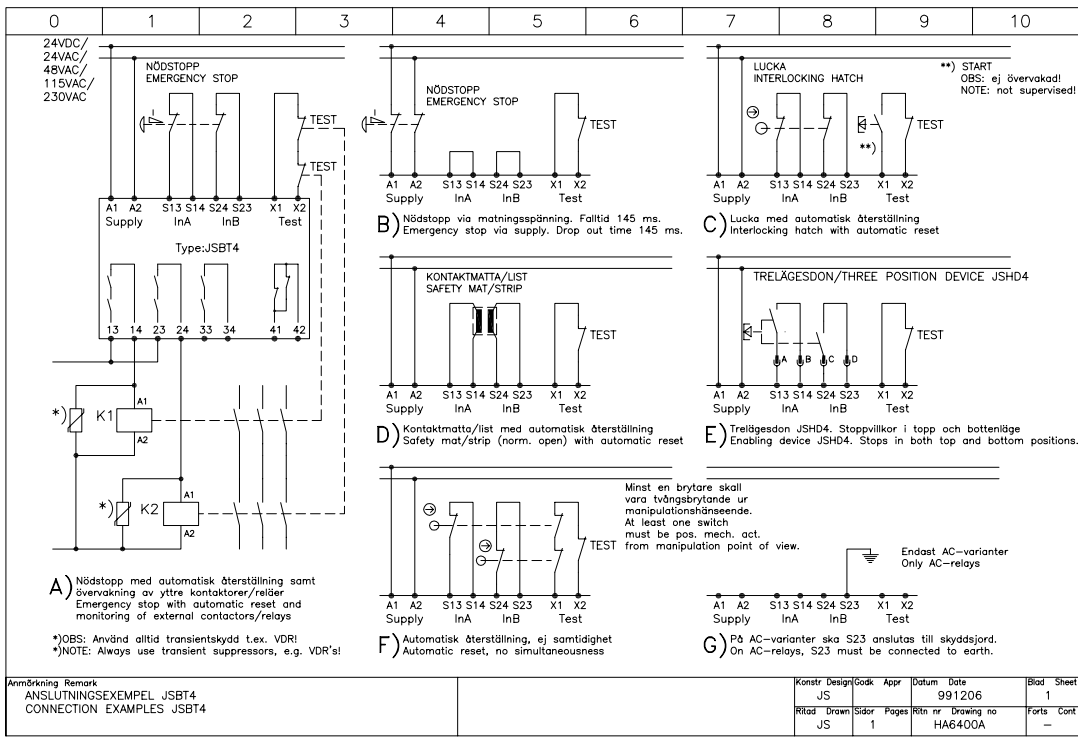 0 1 2 3 4 5 6 7 8 9 10
24VDC/
24VAC/
48VAC/
115VAC/
230VAC
NÖDSTOPP
EMERGENCY STOP
TEST
TEST
A1 A2 S13 S14 S24 S23 X1 X2
Supply InA InB Test
Type:JSBT4
13 14 23 24 33 34 41 42
*) K1 A1
A2
*) K2 A1
A2
A) Nödstopp med automatisk återställning samt
övervakning av yttre kontaktorer/reläer
Emergency stop with automatic reset and
monitoring of external contactors/relays
*)OBS: Använd alltid transientskydd t.ex. VDR!
*)NOTE: Always use transient suppressors, e.g. VDR's!
NÖDSTOPP
EMERGENCY STOP
TEST
A1 A2 S13 S14 S24 S23 X1 X2
Supply InA InB Test
B) Nödstopp via matningsspänning. Falltid 145 ms.
Emergency stop via supply. Drop out time 145 ms.
LUCKA
INTERLOCKING HATCH
**) START
OBS: ej övervakad!
NOTE: not supervised!
TEST
**)
A1 A2 S13 S14 S24 S23 X1 X2
Supply InA InB Test
C) Lucka med automatisk återställning
Interlocking hatch with automatic reset
KONTAKTMATTA/LIST
SAFETY MAT/STRIP
TEST
A1 A2 S13 S14 S24 S23 X1 X2
Supply InA InB Test
D) Kontaktmatta/list med automatisk återställning
Safety mat/strip (norm. open) with automatic reset
TRELÄGESDON/THREE POSITION DEVICE JSHD4
TEST
A B C D
A1 A2 S13 S14 S24 S23 X1 X2
Supply InA InB Test
E) Trelägesdon JSHD4. Stoppvillkor i topp och bottenläge
Enabling device JSHD4. Stops in both top and bottom positions.
Minst en brytare skall
vara tvångsbrytande ur
manipulationshänseende.
At least one switch
must be pos. mech. act.
from manipulation point of view.
TEST
A1 A2 S13 S14 S24 S23 X1 X2
Supply InA InB Test
F) Automatisk återställning, ej samtidighet
Automatic reset, no simultaneousness
Endast AC-varianter
Only AC-relays
A1 A2 S13 S14 S24 S23 X1 X2
Supply InA InB Test
G) På AC-varianter ska S23 anslutas till skyddsjord.
On AC-relays, S23 must be connected to earth.
Anmörkning Remark
ANSLUTNINGSEXEMPEL JSBT4
CONNECTION EXAMPLES JSBT4
Konstr Design Godk Appr Datum Date Blad Sheet
JS 991206 1
Ritad Drawn Sidor Pages Ritn nr Drawing no Forts Cont
JS 1 HA6400A –